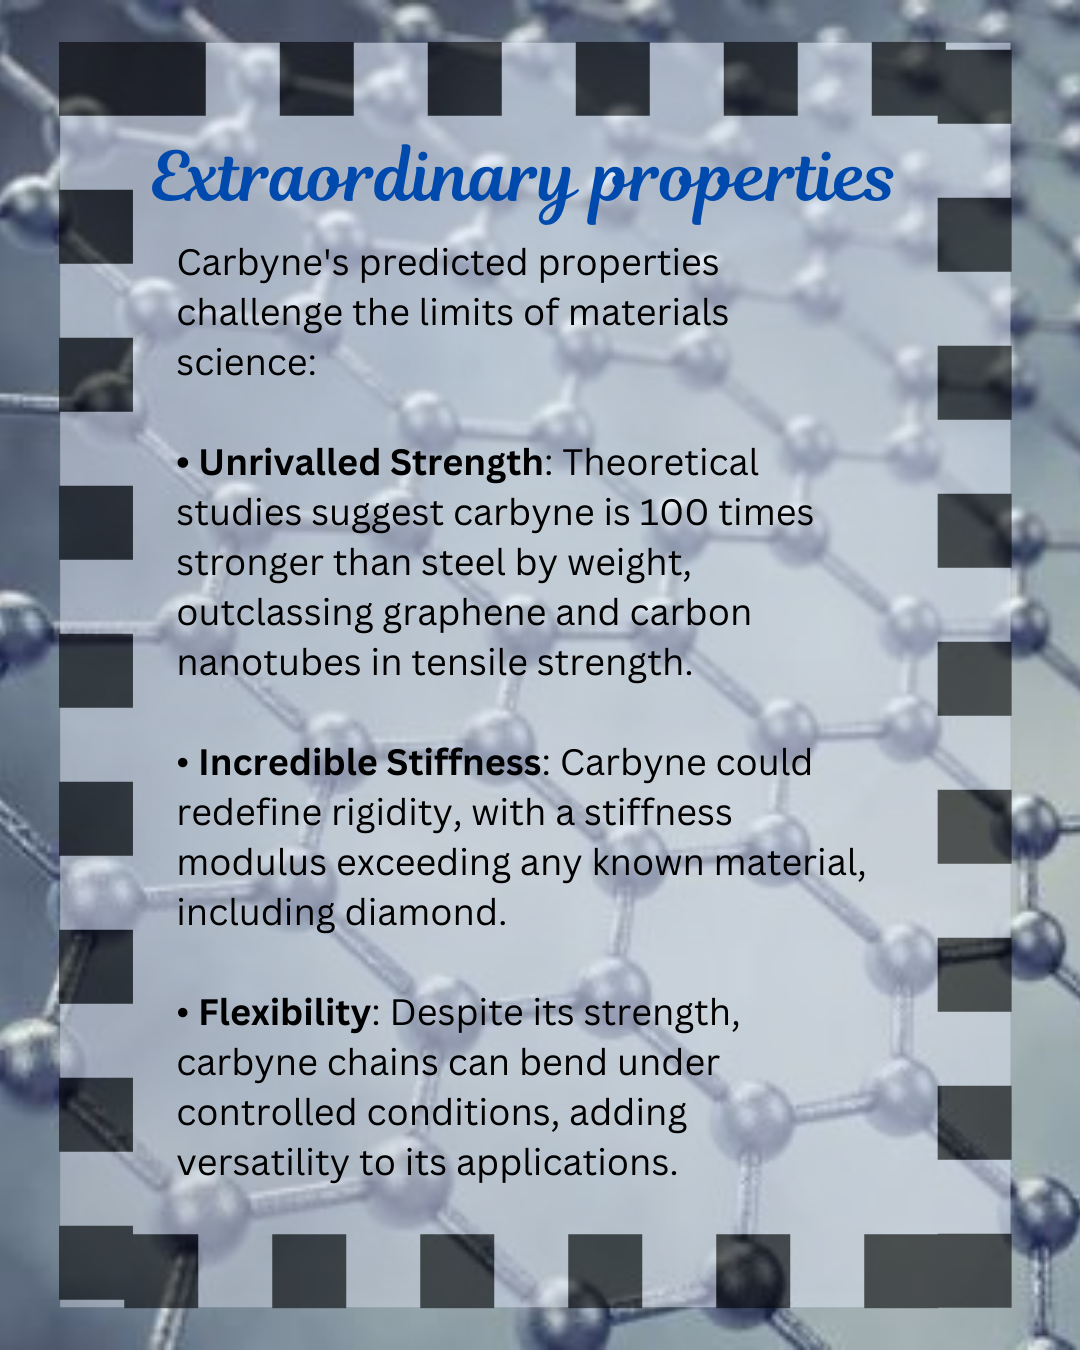 Extraordinary properties
Carbyne's predicted properties
challenge the limits of materials
science:
• Unrivalled Strength: Theoretical
studies suggest carbyne is 100 times
stronger than steel by weight,
outclassing graphene and carbon
nanotubes in tensile strength.
• Incredible Stiffness: Carbyne could
redefine rigidity, with a stiffness
modulus exceeding any known material,
including diamond.
• Flexibility: Despite its strength,
carbyne chains can bend under
controlled conditions, adding
versatility to its applications.